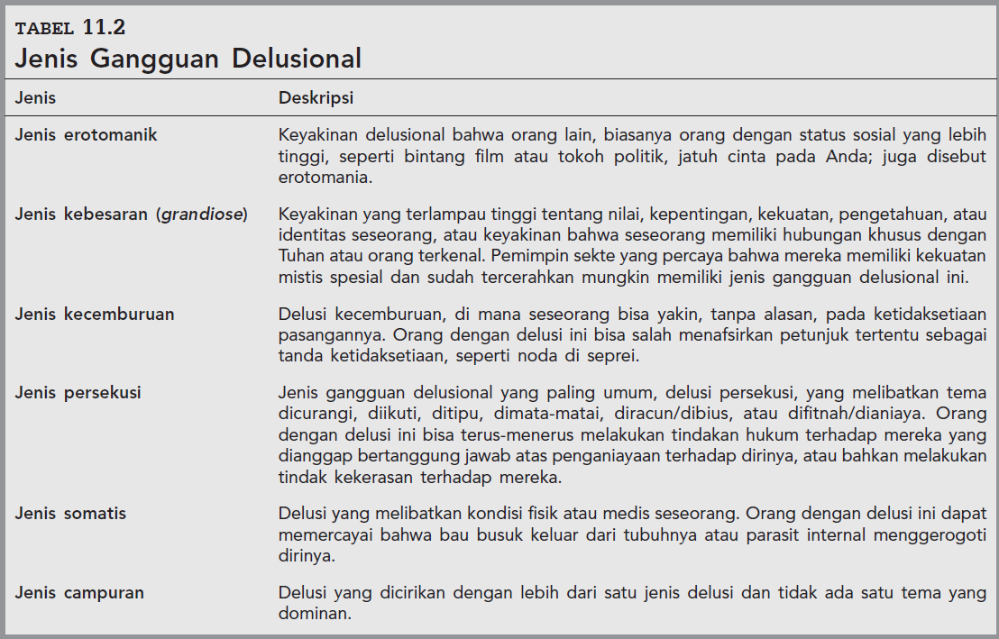 TABEL 11.2
Jenis Gangguan Delusional
Jenis Deskripsi
Jenis erotomanik Keyakinan delusional bahwa orang lain, biasanya orang dengan status sosial yang lebih
tinggi, seperti bintang film atau tokoh politik, jatuh cinta pada Anda; juga disebut
erotomania.
Jenis kebesaran (grandiose) Keyakinan yang terlampau tinggi tentang nilai, kepentingan, kekuatan, pengetahuan, atau
identitas seseorang, atau keyakinan bahwa seseorang memiliki hubungan khusus dengan
Tuhan atau orang terkenal. Pemimpin sekte yang percaya bahwa mereka memiliki kekuatan
mistis spesial dan sudah tercerahkan mungkin memiliki jenis gangguan delusional ini.
Jenis kecemburuan Delusi kecemburuan, di mana seseorang bisa yakin, tanpa alasan, pada ketidaksetiaan
pasangannya. Orang dengan delusi ini bisa salah menafsirkan petunjuk tertentu sebagai
tanda ketidaksetiaan, seperti noda di seprei.
Jenis persekusi Jenis gangguan delusional yang paling umum, delusi persekusi, yang melibatkan tema
dicurangi, diikuti, ditipu, dimata-matai, diracun/dibius, atau difitnah/dianiaya. Orang
dengan delusi ini bisa terus-menerus melakukan tindakan hukum terhadap mereka yang
dianggap bertanggung jawab atas penganiayaan terhadap dirinya, atau bahkan melakukan
tindak kekerasan terhadap mereka.
Jenis somatis Delusi yang melibatkan kondisi fisik atau medis seseorang. Orang dengan delusi ini dapat
memercayai bahwa bau busuk keluar dari tubuhnya atau parasit internal menggerogoti
dirinya.
Jenis campuran Delusi yang dicirikan dengan lebih dari satu jenis delusi dan tidak ada satu tema yang
dominan.